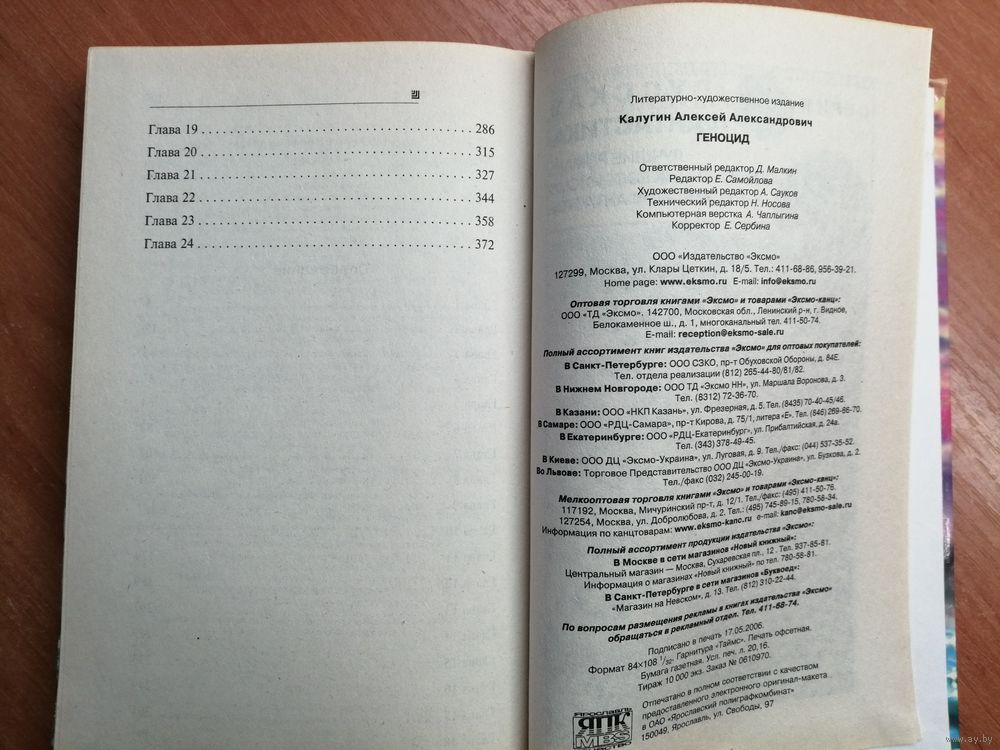 Глава 19 . . . . . . . . . . . . . . . . . . . . . . . . . . . . . . . . . . . . . . . . 286
Глава 20 . . . . . . . . . . . . . . . . . . . . . . . . . . . . . . . . . . . . . . . . 315
Глава 21 . . . . . . . . . . . . . . . . . . . . . . . . . . . . . . . . . . . . . . . . 327
Глава 22 . . . . . . . . . . . . . . . . . . . . . . . . . . . . . . . . . . . . . . . . 344
Глава 23 . . . . . . . . . . . . . . . . . . . . . . . . . . . . . . . . . . . . . . . . 358
Глава 24 . . . . . . . . . . . . . . . . . . . . . . . . . . . . . . . . . . . . . . . . 372
Литературно-художественное издание
Калугин Алексей Александрович
ГЕНОЦИД
Ответственный редактор Д. Малкин
Редактор Е. Самойлова
Художественный редактор А. Сауков
Технический редактор Н. Носова
Компьютерная верстка А. Чаплыгина
Корректор Е. Сербина
ООО «Издательство «Эксмо»
127299, Москва, ул. Клары Цеткин, д. 18/5. Тел.: 411-68-86, 956-39-21.
Home page: www.eksmo.ru E-mail: info@eksmo.ru
Оптовая торговля книгами «Эксмо» и товарами «Эксмо-канц»:
ООО «ТД «Эксмо». 142700, Московская обл., Ленинский р-н, г. Видное,
Белокаменное ш., д. 1, многоканальный тел. 411-50-74.
E-mail: reception@eksmo-sale.ru
Полный ассортимент книг издательства «Эксмо» для оптовых покупателей:
В Санкт-Петербурге: ООО СЗКО, пр-т Обуховской Обороны, д. 84Е.
Тел. отдела реализации (812) 265-44-80/81/82.
В Нижнем Новгороде: ООО ТД «Эксмо НН», ул. Маршала Воронова, д. 3.
Тел. (8312) 72-36-70.
В Казани: ООО «НКП Казань», ул. Фрезерная, д. 5. Тел. (8435) 70-40-45/46.
В Самаре: ООО «РДЦ-Самара», пр-т Кирова, д. 75/1, литера «Е». Тел. (846) 269-66-70.
В Екатеринбурге: ООО «РДЦ-Екатеринбург», ул. Прибалтийская, д. 24а.
Тел. (343) 378-49-45.
В Киеве: ООО ДЦ «Эксмо-Украина», ул. Луговая, д. 9. Тел./факс: (044) 537-35-52.
Во Львове: Торговое Представительство ООО ДЦ «Эксмо-Украина», ул. Бузкова, д. 2.
Тел./факс (032) 245-00-19.
Мелкооптовая торговля книгами «Эксмо» и товарами «Эксмо-канц»:
117192, Москва, Мичуринский пр-т, д. 12/1. Тел./факс: (495) 411-50-76.
127254, Москва, ул. Добролюбова, д. 2. Тел.: (495) 745-89-15, 780-58-34.
Информация по канцтоварам: www.eksmo-kanc.ru e-mail: kanc@eksmo-sale.ru
Полный ассортимент продукции издательства «Эксмо»:
В Москве в сети магазинов «Новый книжный»:
Центральный магазин — Москва, Сухаревская пл., 12 . Тел. 937-85-81.
Информация о магазинах «Новый книжный» по тел. 780-58-81.
В Санкт-Петербурге в сети магазинов «Буквоед»:
«Магазин на Невском», д. 13. Тел. (812) 310-22-44.
По вопросам размещения рекламы в книгах издательства «Эксмо»
обращаться в рекламный отдел. Тел. 411-68-74.
Подписано в печать 17.05.2006.
Формат 84×108 1/32. Гарнитура «Таймс». Печать офсетная.
Бумага газетная. Усл. печ. л. 20,16.
Тираж 10 000 экз. Заказ № 0610970.
Отпечатано в полном соответствии с качеством
предоставленного электронного оригинал-макета
в ОАО «Ярославский полиграфкомбинат»
150049, Ярославль, ул. Свободы, 97
ЯРОСЛАВЛЬ
ЯПК
MBS
www.ay.by